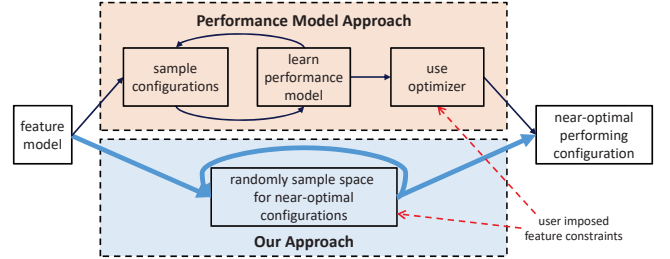 Performance Model Approach
sample
configurations
learn
performance
model
use
optimizer
feature
model
near-optimal
performing
configuration
randomly sample space
for near-optimal
configurations
user imposed
feature constraints
Our Approach